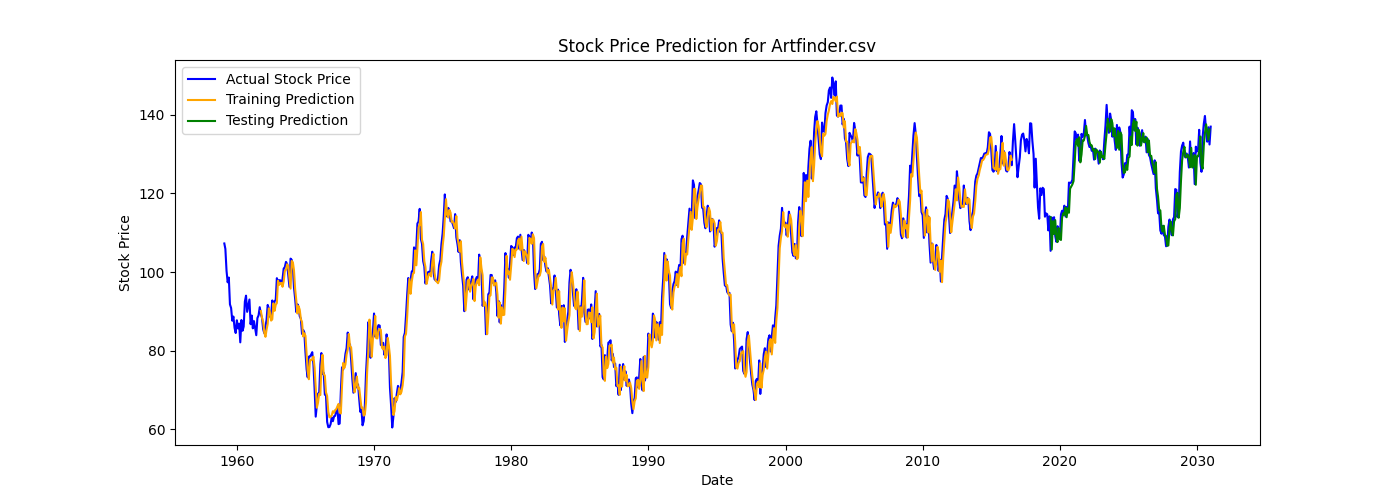 Stock Price Prediction for Artfinder.csv
Actual Stock Price
Training Prediction
Testing Prediction
140
120
100
80
60
Stock Price
1960 1970 1980 1990 2000 2010 2020 2030
Date